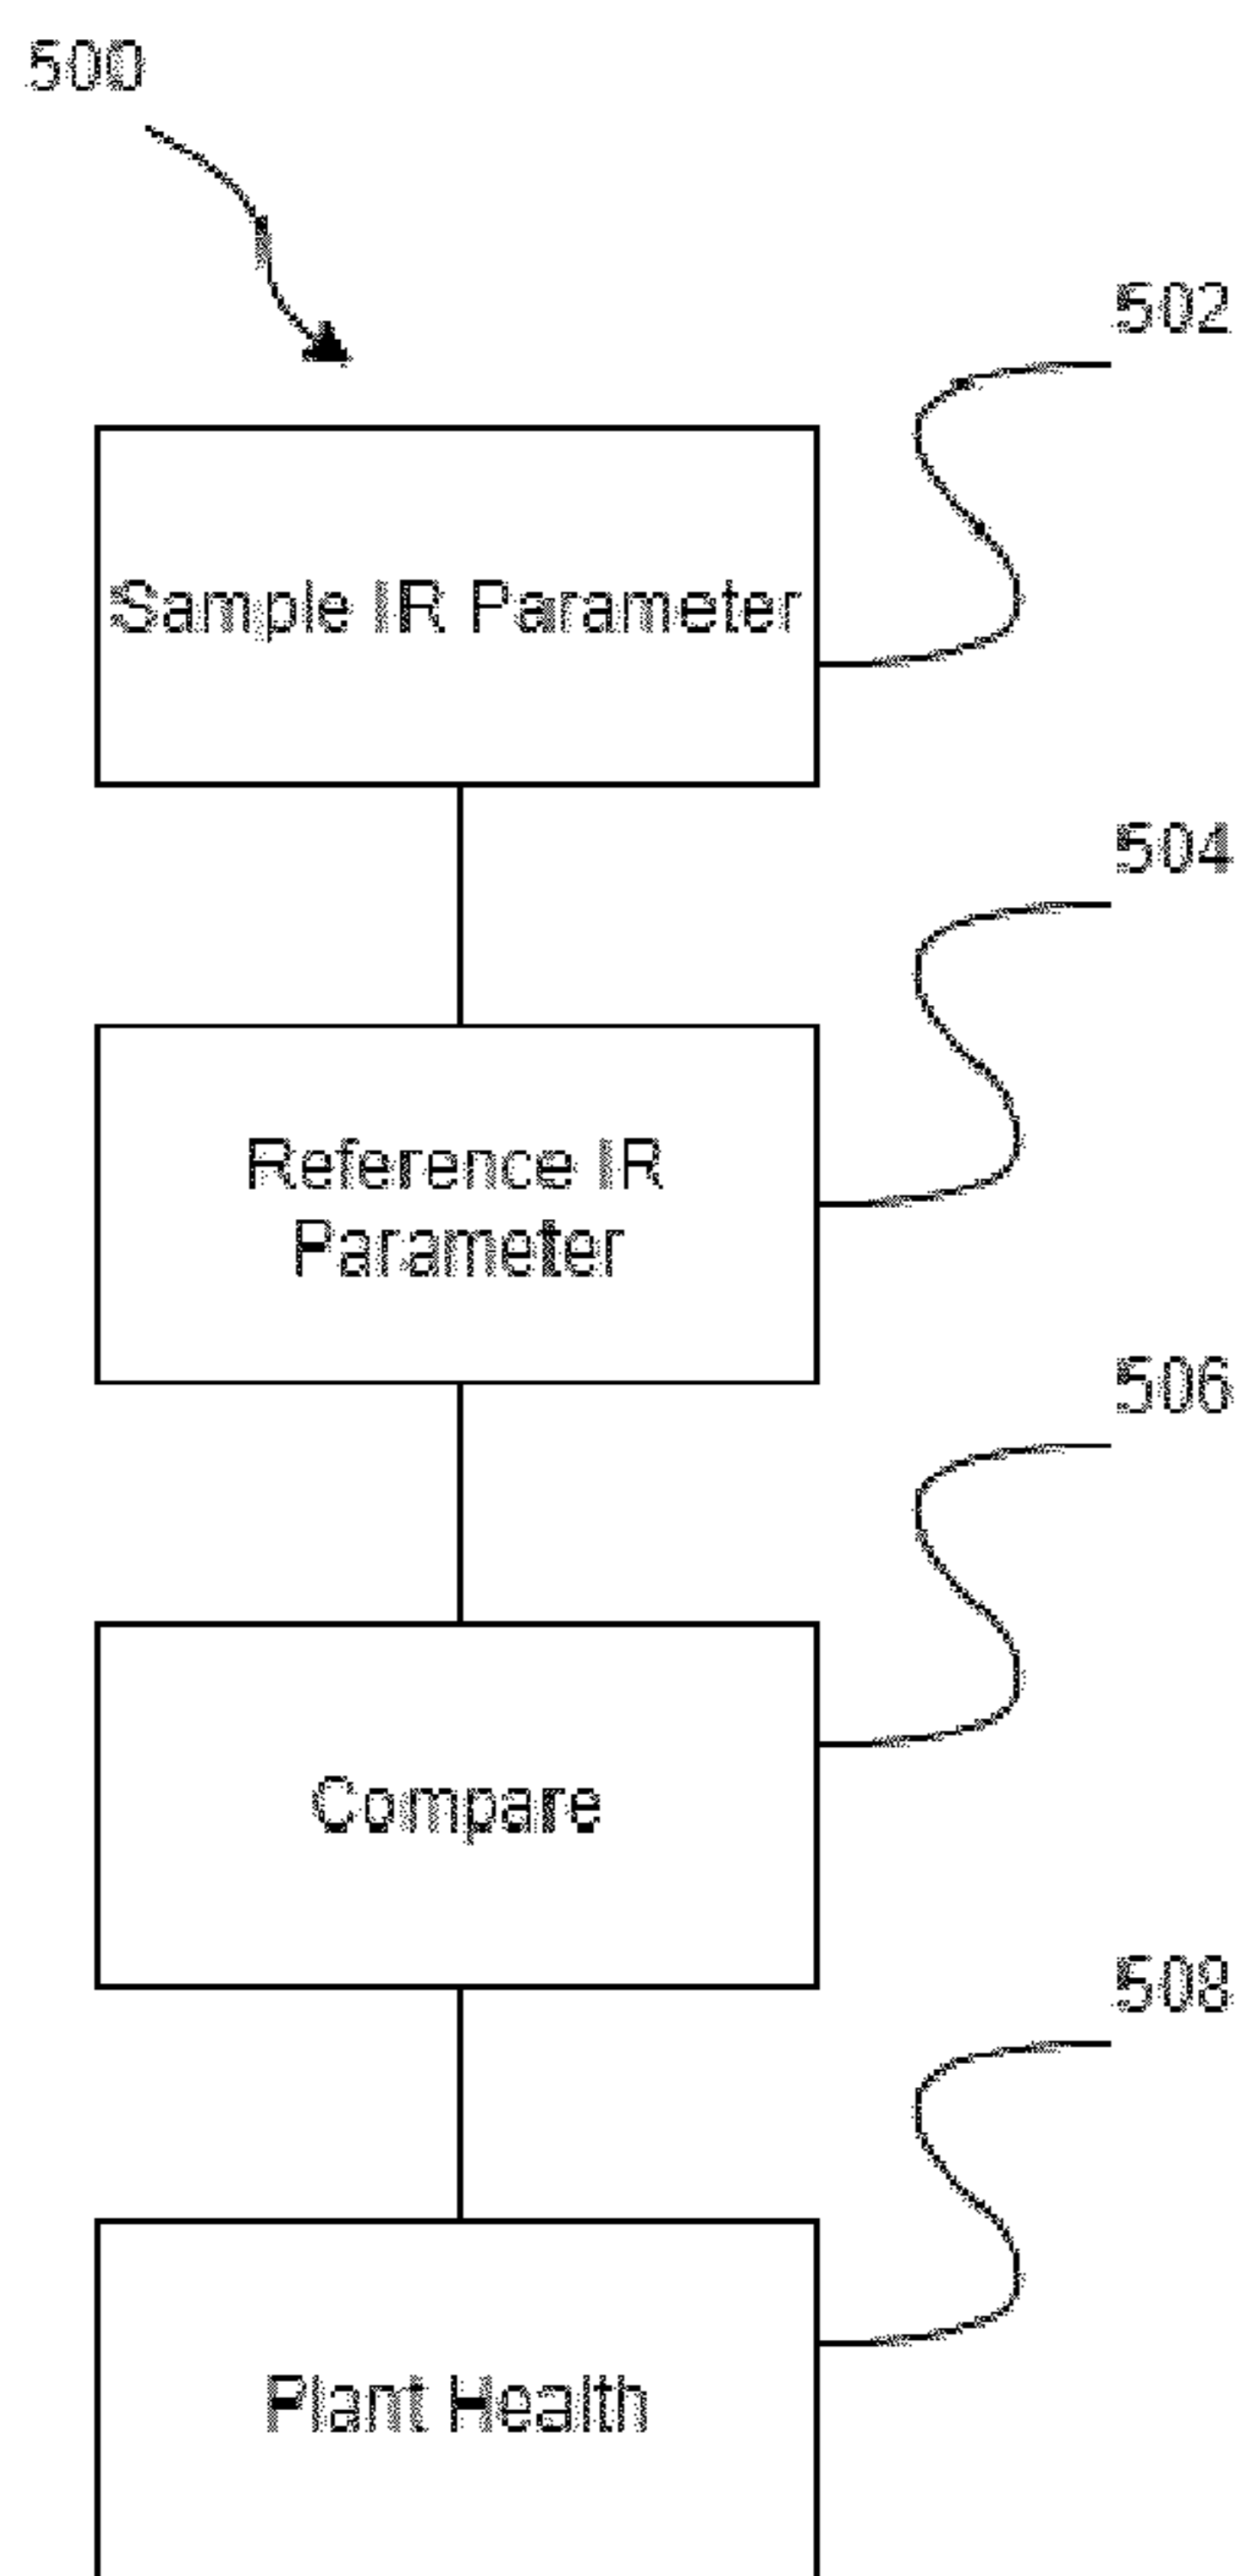 500
502
Sample IR Parameter
504
Reference IR
Parameter
506
Compare
508
Plant Health